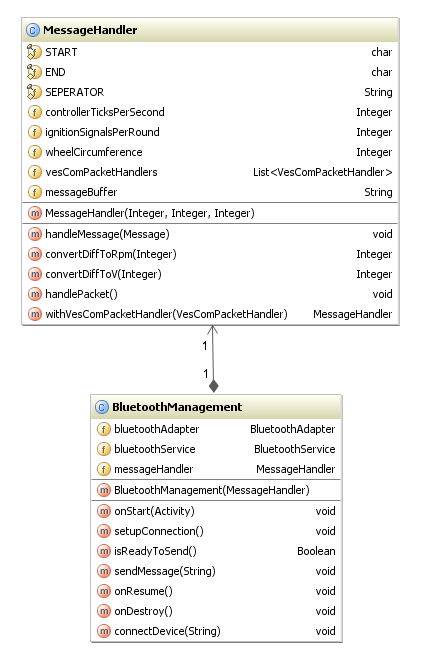 C MessageHandler
f START char
f END char
f SEPERATOR String
f controllerTicksPerSecond Integer
f ignitionSignalsPerRound Integer
f wheelCircumference Integer
f vesComPacketHandlers List<VesComPacketHandler>
f messageBuffer String
m MessageHandler(Integer, Integer, Integer)
m handleMessage(Message) void
m convertDiffToRpm(Integer) Integer
m convertDiffToV(Integer) Integer
m handlePacket() void
m withVesComPacketHandler(VesComPacketHandler) MessageHandler
1
1
C BluetoothManagement
f bluetoothAdapter BluetoothAdapter
f bluetoothService BluetoothService
f messageHandler MessageHandler
m BluetoothManagement(MessageHandler)
m onStart(Activity) void
m setupConnection() void
m isReadyToSend() Boolean
m sendMessage(String) void
m onResume() void
m onDestroy() void
m connectDevice(String) void